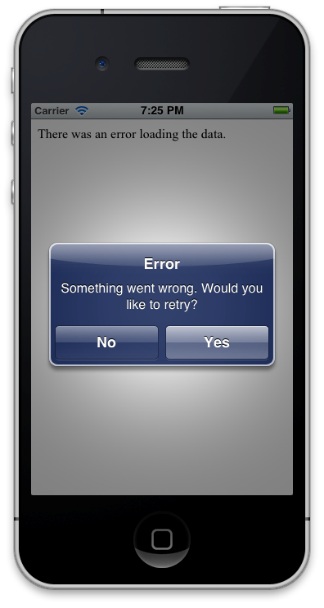 Carrier 7:25 PM
There was an error loading the data.
Error
Something went wrong. Would you
like to retry?
No Yes